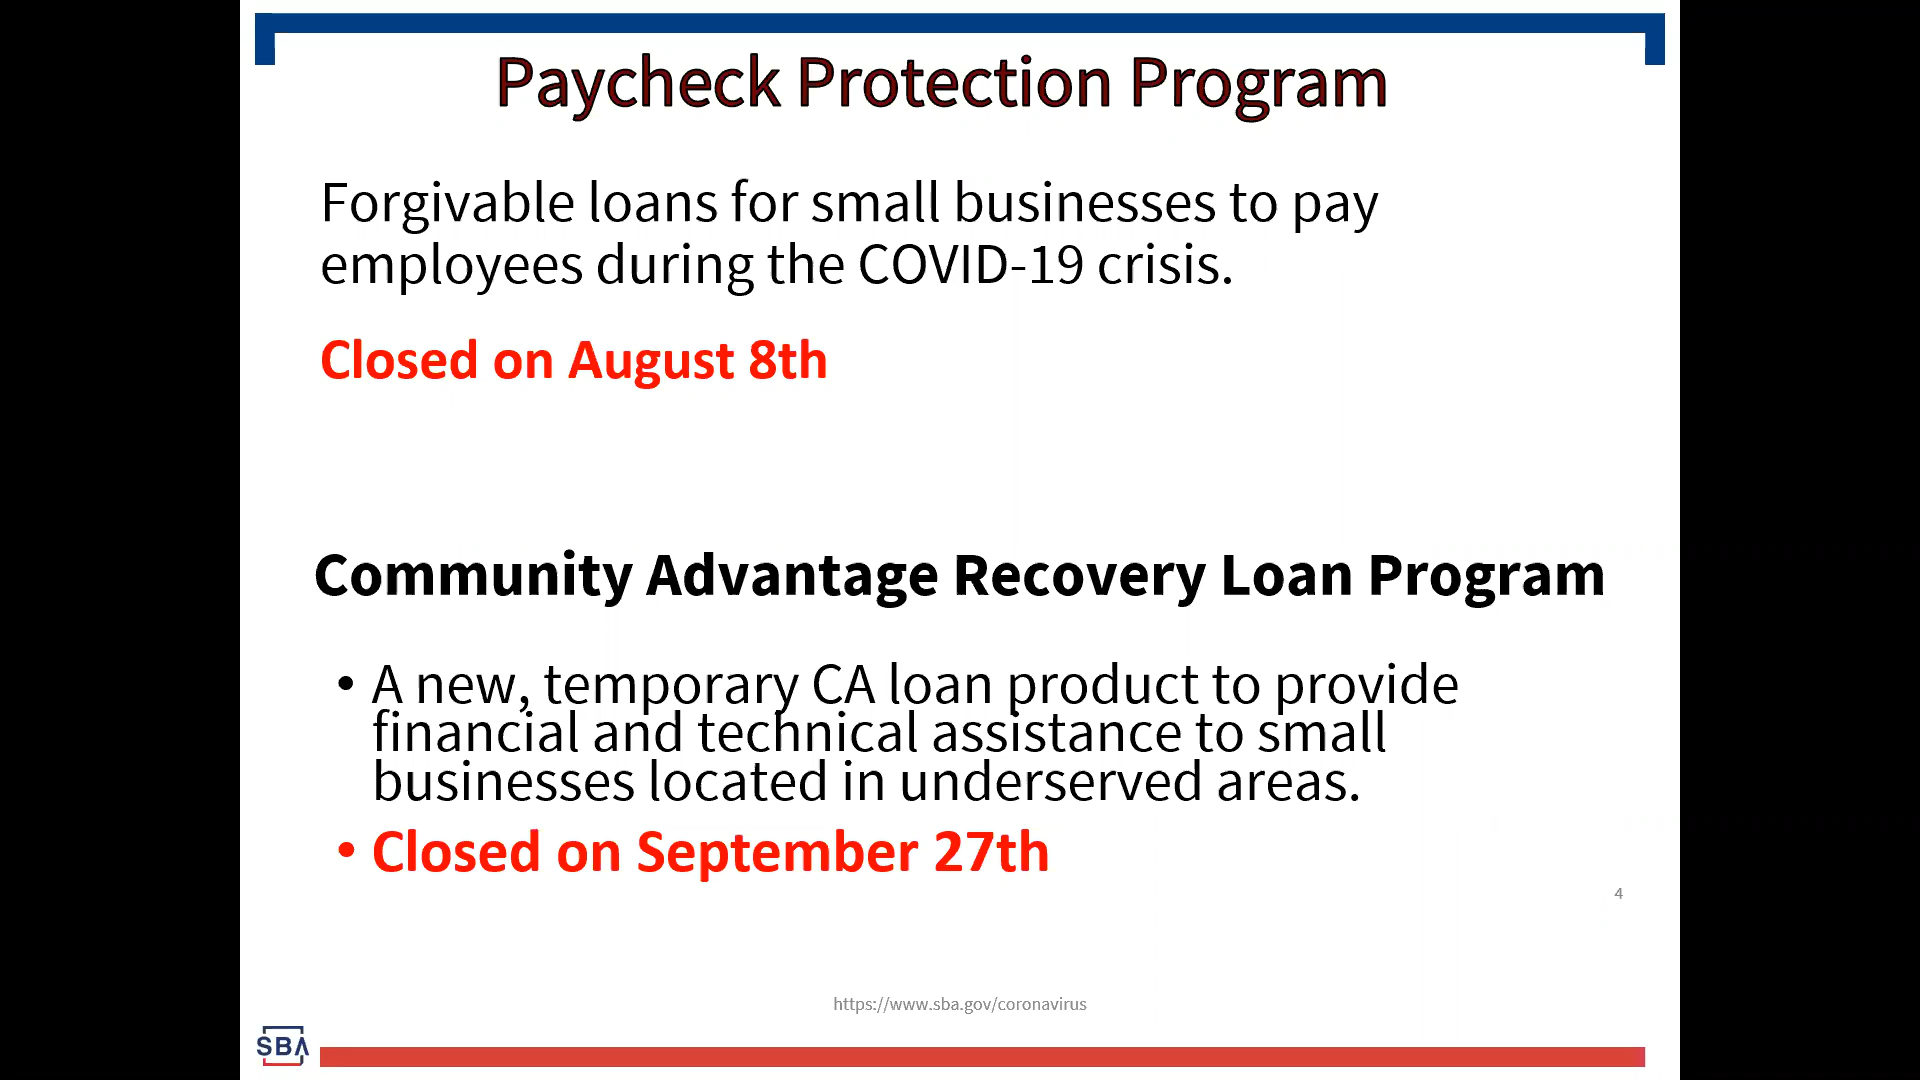 Paycheck Protection Program
Forgivable loans for small businesses to pay
employees during the COVID-19 crisis.
Closed on August 8th
Community Advantage Recovery Loan Program
• A new, temporary CA loan product to provide
financial and technical assistance to small
businesses located in underserved areas.
• Closed on September 27th
4
https://www.sba.gov/coronavirus
SBA